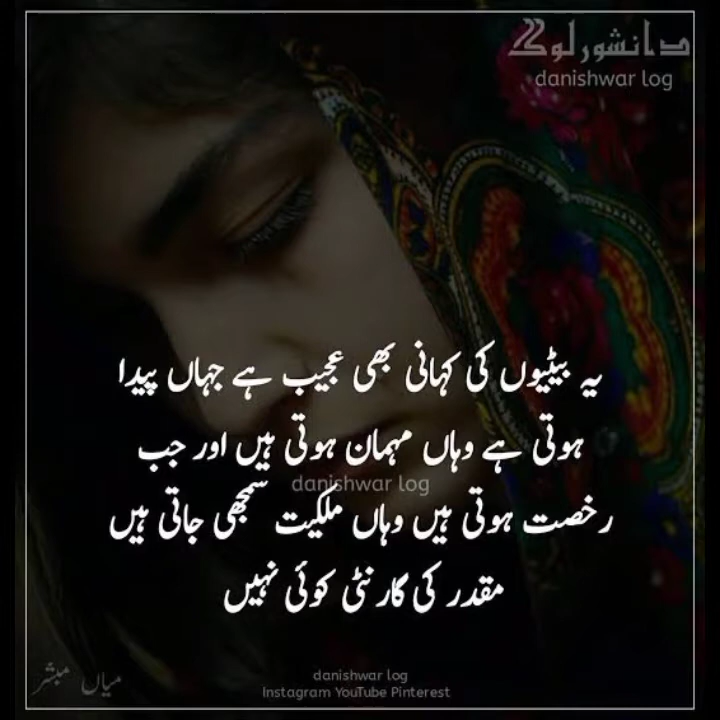 دانشور لوگ
danishwar log
یہ بیٹیوں کی کہانی بھی عجیب ہے جہاں پیدا
ہوتی ہے وہاں مہمان ہوتی ہیں اور جب
danishwar log
رخصت ہوتی ہیں وہاں ملکیت سمجھی جاتی ہیں
مقدر کی گارنٹی کوئی نہیں
میاں مبشر
danishwar log
Instagram YouTube Pinterest